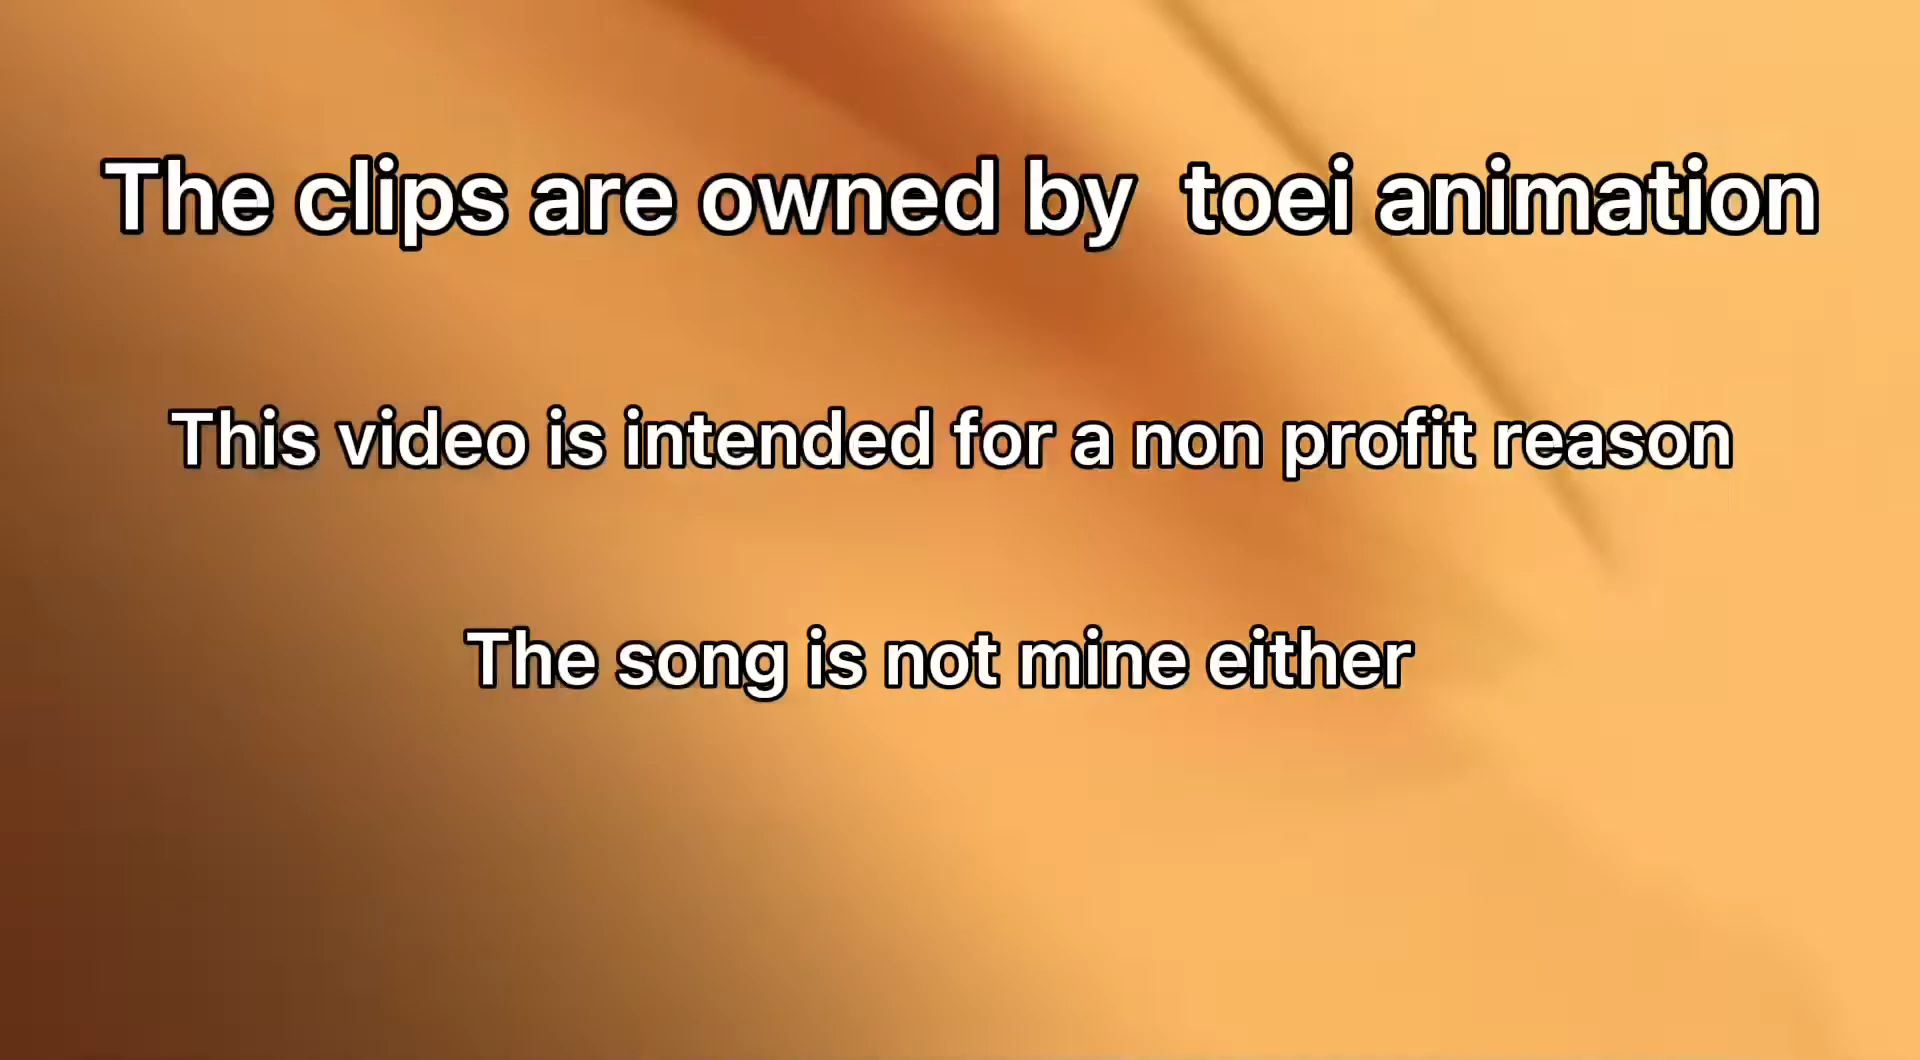 The clips are owned by  toei animation
This video is intended for a non profit reason
The song is not mine either